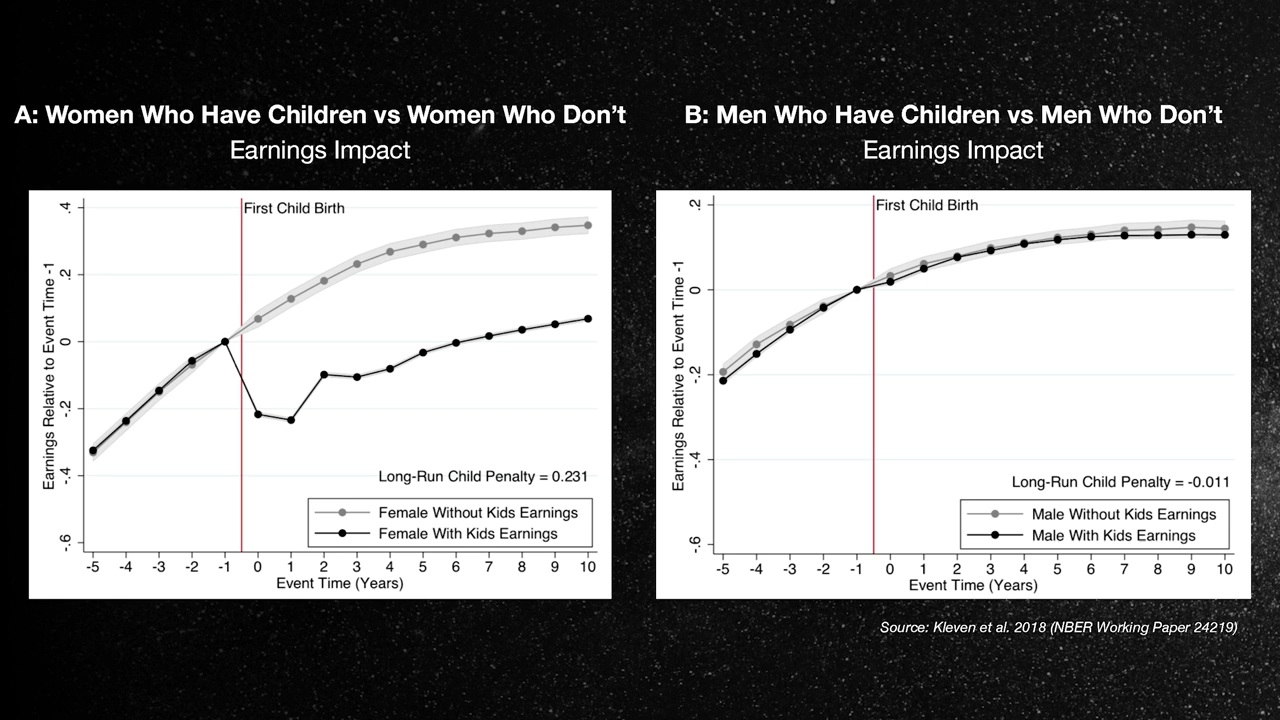 A: Women Who Have Children vs Women Who Don't
Earnings Impact
.4
.2
0
-.2
-.4
-.6
Earnings Relative to Event Time -1
First Child Birth
Long-Run Child Penalty = 0.231
Female Without Kids Earnings
Female With Kids Earnings
-5 -4 -3 -2 -1 0 1 2 3 4 5 6 7 8 9 10
Event Time (Years)
B: Men Who Have Children vs Men Who Don't
Earnings Impact
.2
0
-.2
-.4
-.6
Earnings Relative to Event Time -1
First Child Birth
Long-Run Child Penalty = -0.011
Male Without Kids Earnings
Male With Kids Earnings
-5 -4 -3 -2 -1 0 1 2 3 4 5 6 7 8 9 10
Event Time (Years)
Source: Kleven et al. 2018 (NBER Working Paper 24219)